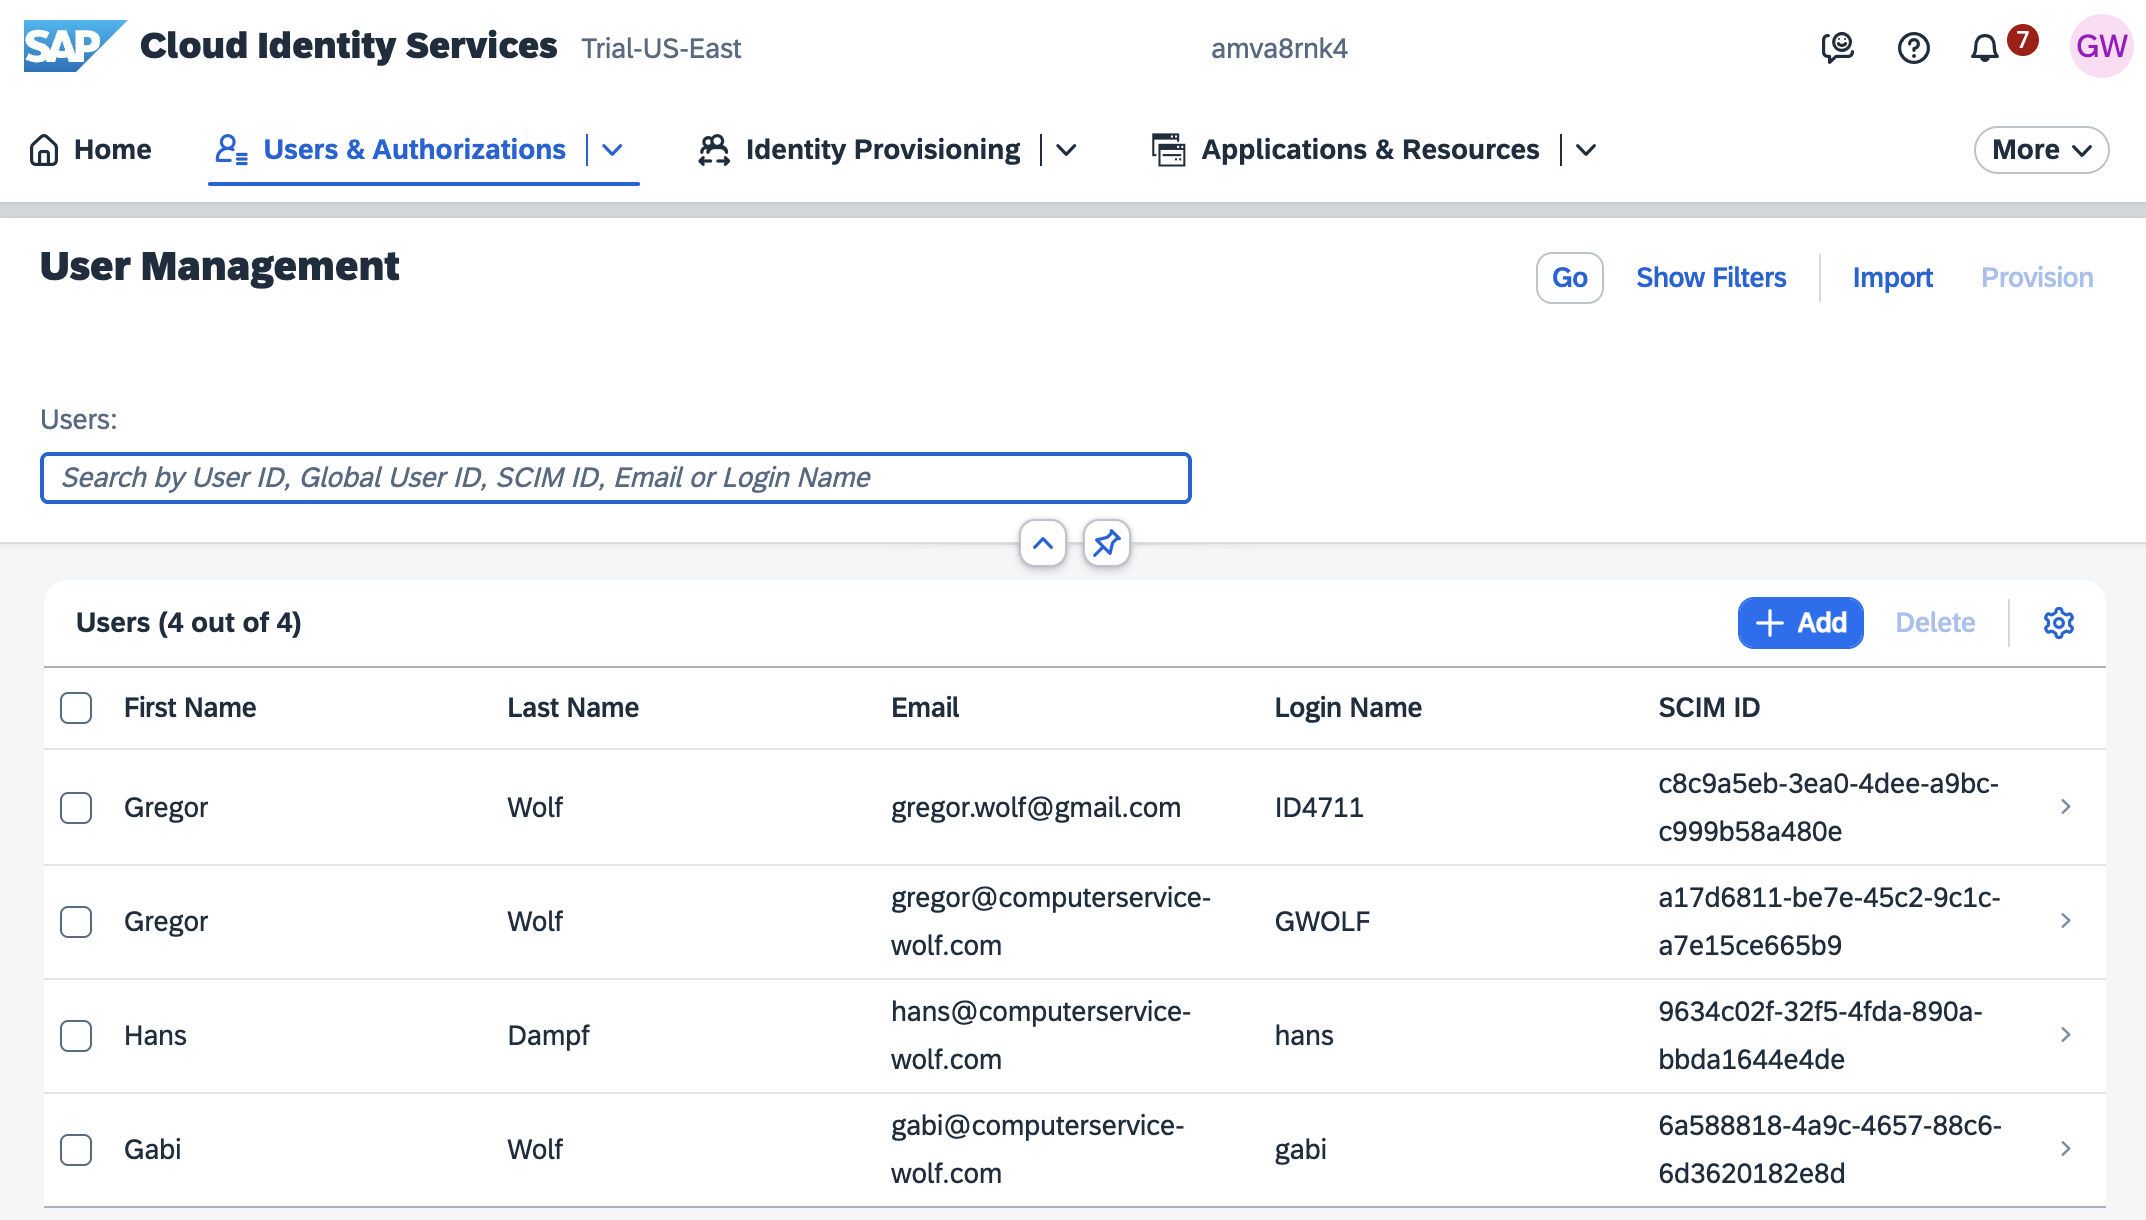 SAP Cloud Identity Services Trial-US-East amva8rnk4 7 GW
Home Users & Authorizations Identity Provisioning Applications & Resources More
User Management
Go Show Filters Import Provision
Users:
Search by User ID, Global User ID, SCIM ID, Email or Login Name
Users (4 out of 4) Add Delete
First Name Last Name Email Login Name SCIM ID
Gregor Wolf gregor.wolf@gmail.com ID4711 c8c9a5eb-3ea0-4dee-a9bc-
c999b58a480e
Gregor Wolf gregor@computerservice- GWOLF a17d6811-be7e-45c2-9c1c-
wolf.com a7e15ce665b9
Hans Dampf hans@computerservice- hans 9634c02f-32f5-4fda-890a-
wolf.com bbda1644e4de
Gabi Wolf gabi@computerservice- gabi 6a588818-4a9c-4657-88c6-
wolf.com 6d3620182e8d